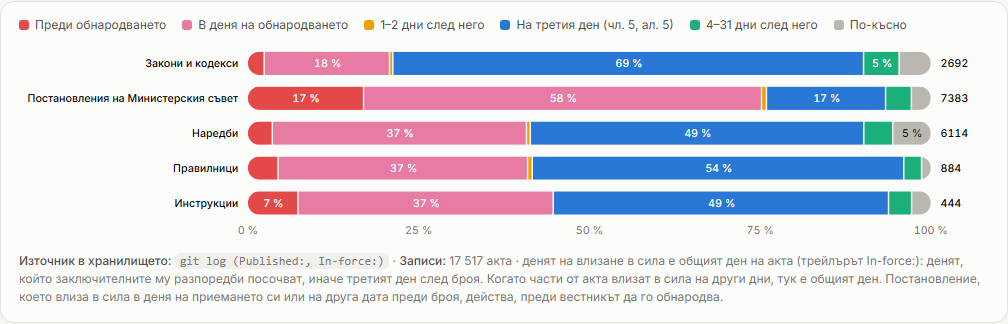 Преди обнародването
В деня на обнародването
1–2 дни след него
На третия ден (чл. 5, ал. 5)
4–31 дни след него
По-късно
Закони и кодекси
18 %
69 %
5 %
2692
Постановления на Министерския съвет
17 %
58 %
17 %
7383
Наредби
37 %
49 %
5 %
6114
Правилници
37 %
54 %
884
Инструкции
7 %
37 %
49 %
444
0 %
25 %
50 %
75 %
100 %
Източник в хранилището: git log (Published:, In-force:) · Записи: 17 517 акта · денят на влизане в сила е общият ден на акта (трейлърът In-force:): денят,
който заключителните му разпоредби посочват, иначе третият ден след броя. Когато части от акта влизат в сила на други дни, тук е общият ден. Постановление,
което влиза в сила в деня на приемането си или на друга дата преди броя, действа, преди вестникът да го обнародва.